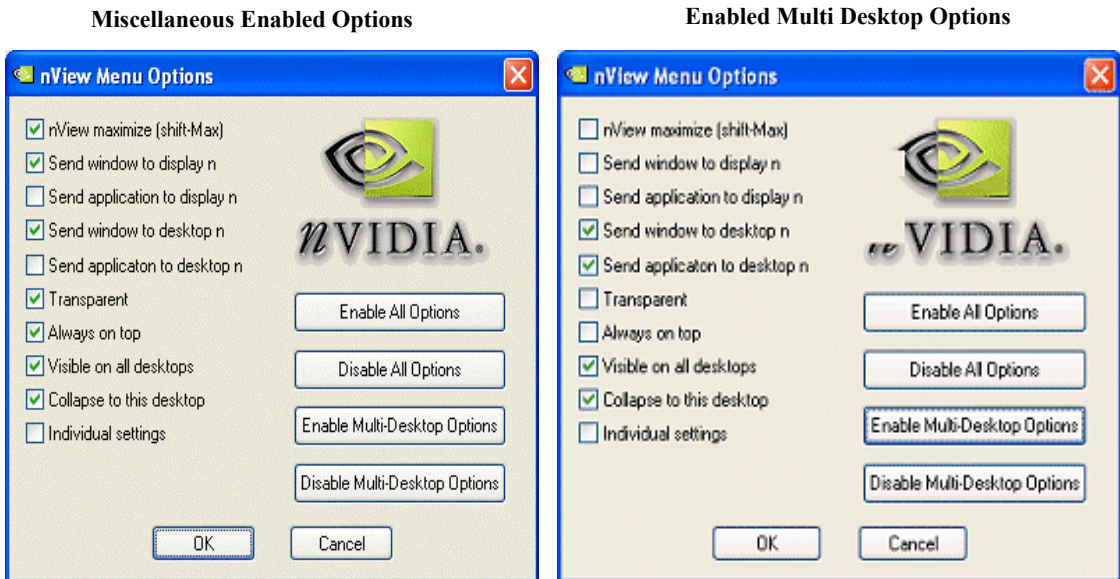 Miscellaneous Enabled Options
nView Menu Options
nView maximize (shift-Max)
Send window to display n
Send application to display n
Send window to desktop n
Send applicaton to desktop n
Transparent
Always on top
Visible on all desktops
Collapse to this desktop
Individual settings
nVIDIA.
Enable All Options
Disable All Options
Enable Multi-Desktop Options
Disable Multi-Desktop Options
OK
Cancel
Enabled Multi Desktop Options
nView Menu Options
nView maximize (shift-Max)
Send window to display n
Send application to display n
Send window to desktop n
Send applicaton to desktop n
Transparent
Always on top
Visible on all desktops
Collapse to this desktop
Individual settings
nVIDIA.
Enable All Options
Disable All Options
Enable Multi-Desktop Options
Disable Multi-Desktop Options
OK
Cancel